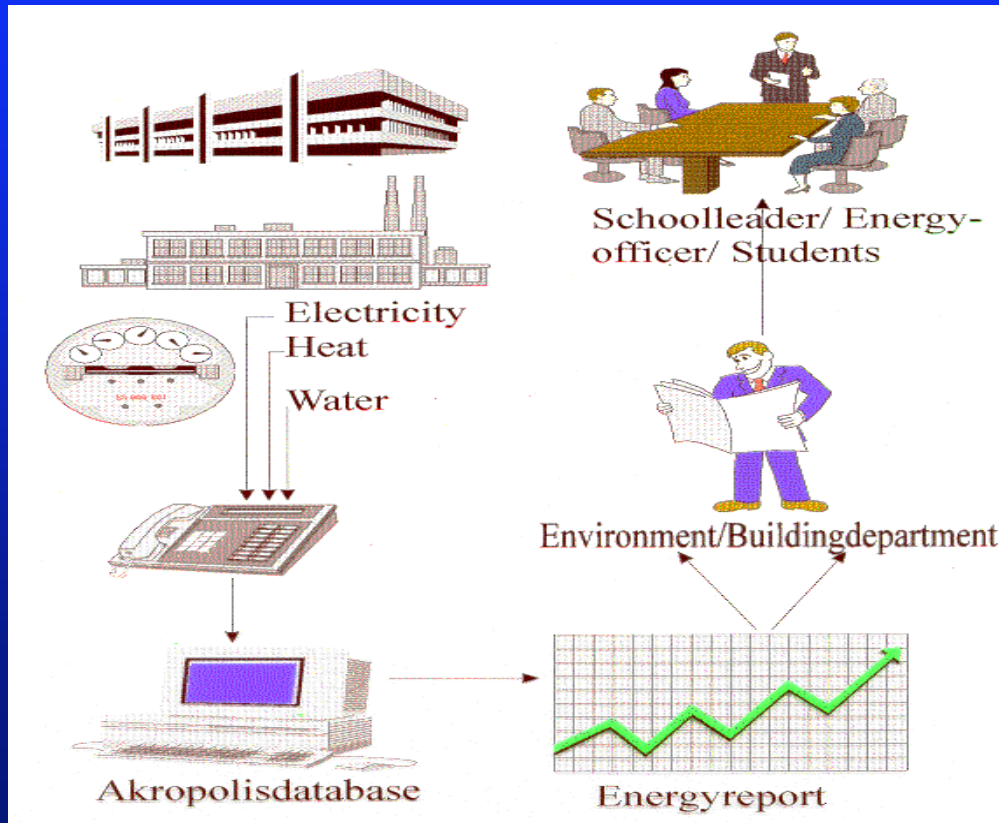 Schoolleader/ Energy-
officer/ Students
Electricity
Heat
Water
Environment/Buildingdepartment
Akropolisdatabase
Energyreport